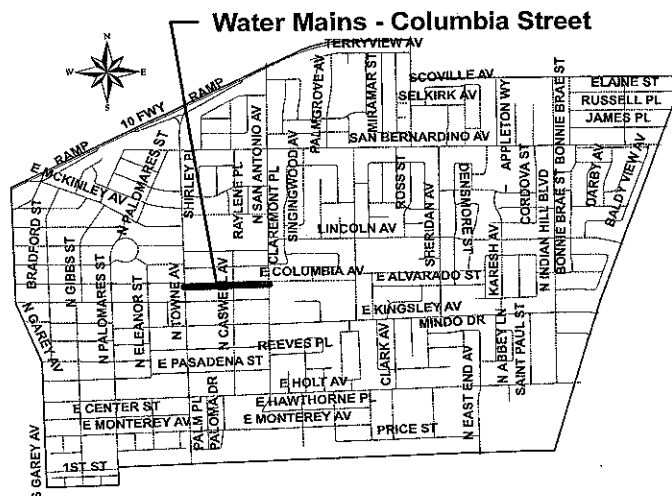 Water Mains - Columbia Street
N
W
E
S
TERRYVIEW AV
10 FWY
RAMP
RAMP
SCOVILLE AV
SELKIRK AV
ELAINE ST
RUSSELL PL
JAMES PL
SAN BERNARDINO AV
E MCKINLEY AV
LINCOLN AV
E COLUMBIA AV
E ALVARADO ST
E KINGSLEY AV
MINDO DR
REEVES PL
E PASADENA ST
E HOLT AV
E CENTER ST
E HAWTHORNE PL
E MONTEREY AV
E MONTEREY AV
PRICE ST
1ST ST
BRADFORD ST
N GAREY AV
S GAREY AV
N GIBBS ST
N PALOMARES ST
N PALOMARES ST
N ELEANOR ST
N TOWNE AV
SHIRLEY PL
RAYLENE PL
N SAN ANTONIO AV
N CASWELL AV
CLAREMONT PL
SINGINGWOOD AV
PALMGROVE AV
MIRAMAR ST
ROSS ST
SHERIDAN AV
DENSMORE ST
KARESH AV
APPLETON WY
CORDOVA ST
N INDIAN HILL BLVD
BONNIE BRAE ST
BONNIE BRAE ST
DARBY AV
BALDY VIEW AV
PALM PL
PALOMA DR
CLARK AV
N EAST END AV
N ABBEY LN
SAINT PAUL ST